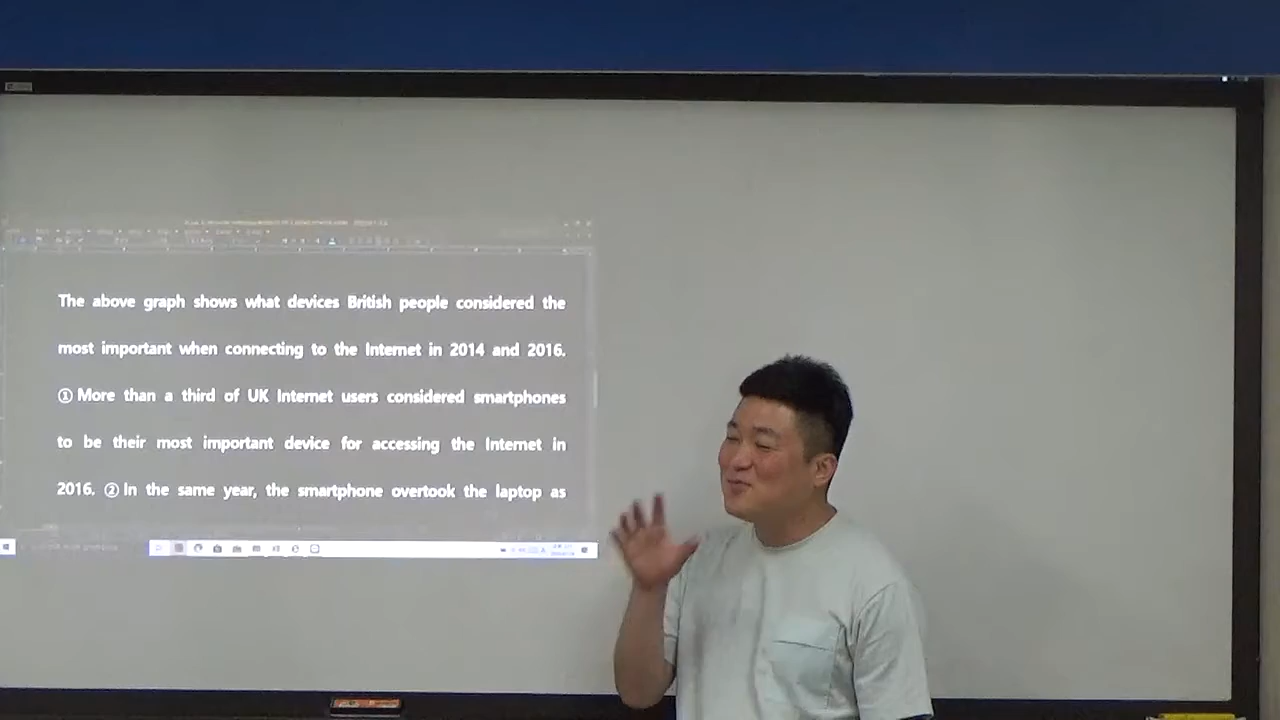 The above graph shows what devices British people considered the
most important when connecting to the Internet in 2014 and 2016.
① More than a third of UK Internet users considered smartphones
to be their most important device for accessing the Internet in
2016. ② In the same year, the smartphone overtook the laptop as